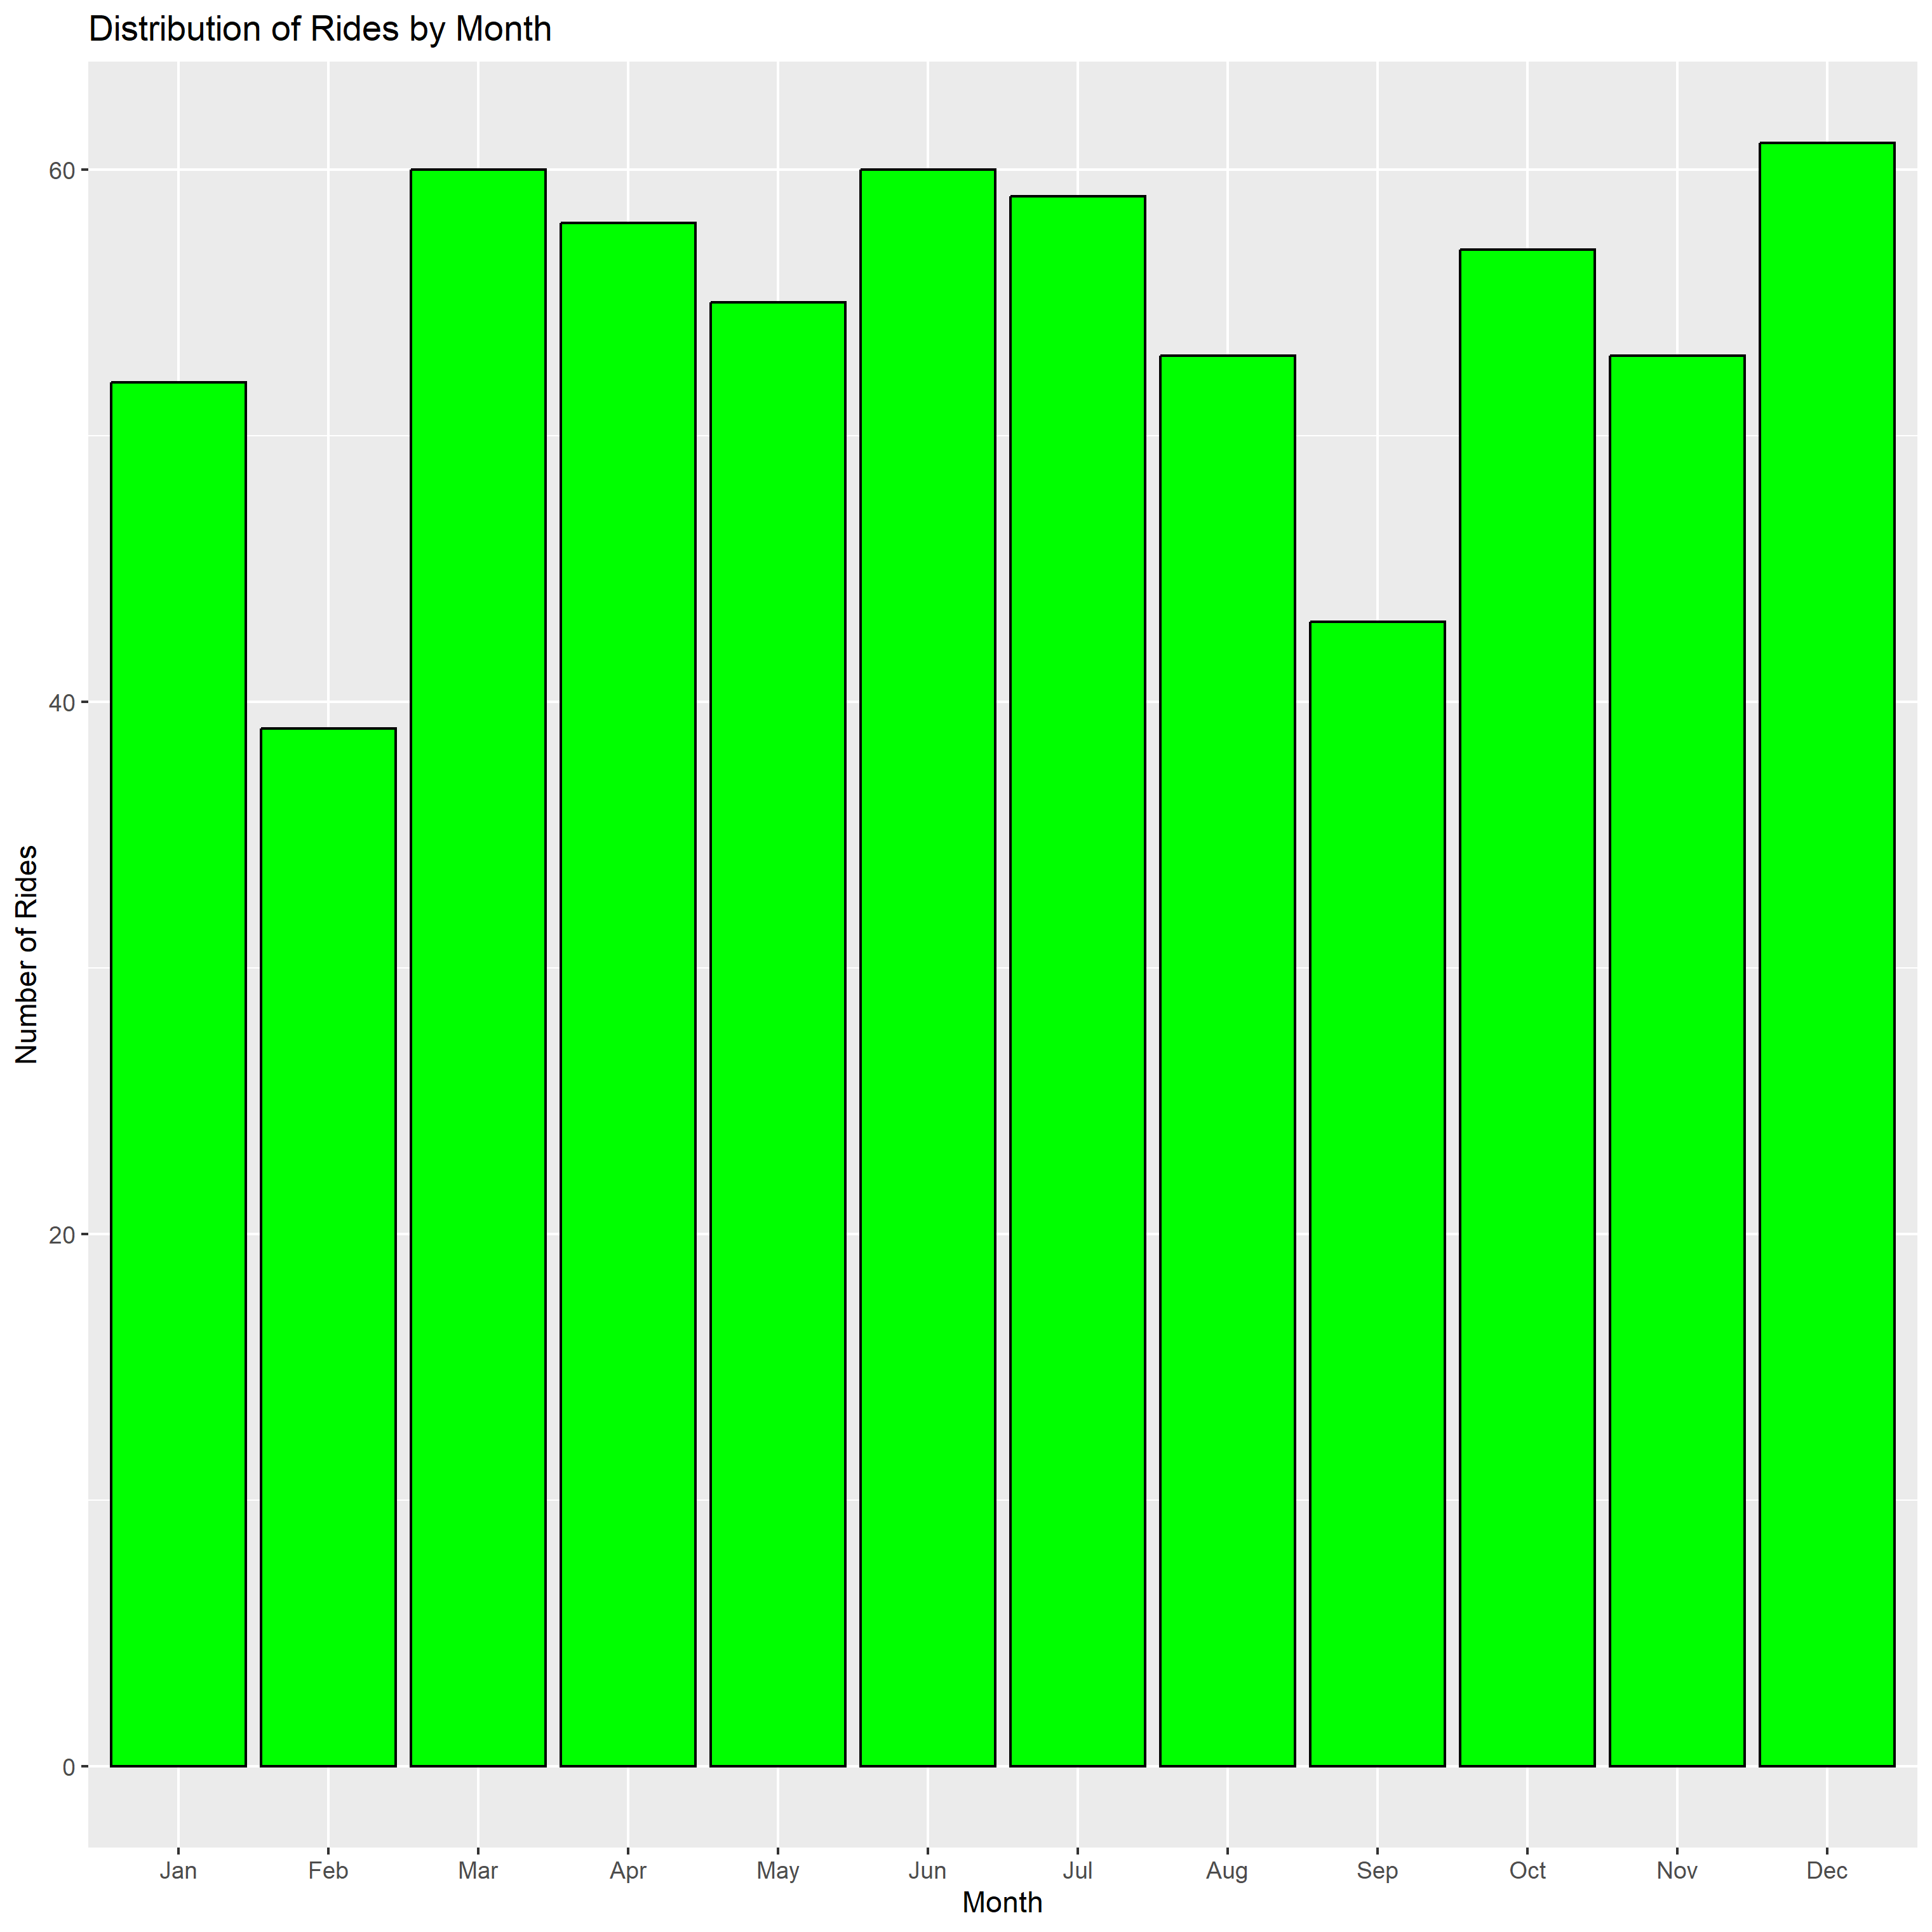 Distribution of Rides by Month
60
40
20
0
Number of Rides
Jan Feb Mar Apr May Jun Jul Aug Sep Oct Nov Dec
Month